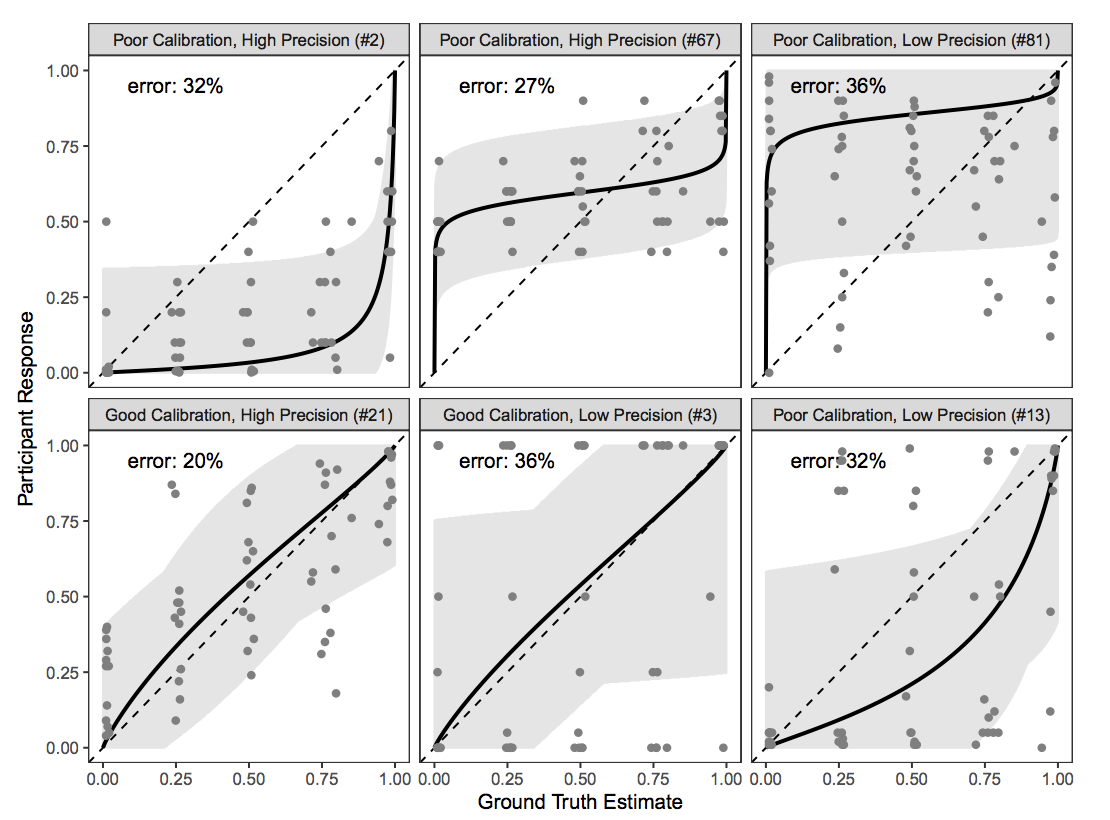 Poor Calibration, High Precision (#2)
Poor Calibration, High Precision (#67)
Poor Calibration, Low Precision (#81)
error: 32%
error: 27%
error: 36%
1.00
0.75
0.50
0.25
0.00
Participant Response
Good Calibration, High Precision (#21)
Good Calibration, Low Precision (#3)
Poor Calibration, Low Precision (#13)
error: 20%
error: 36%
error: 32%
1.00
0.75
0.50
0.25
0.00
0.00 0.25 0.50 0.75 1.00
0.00 0.25 0.50 0.75 1.00
0.00 0.25 0.50 0.75 1.00
Ground Truth Estimate